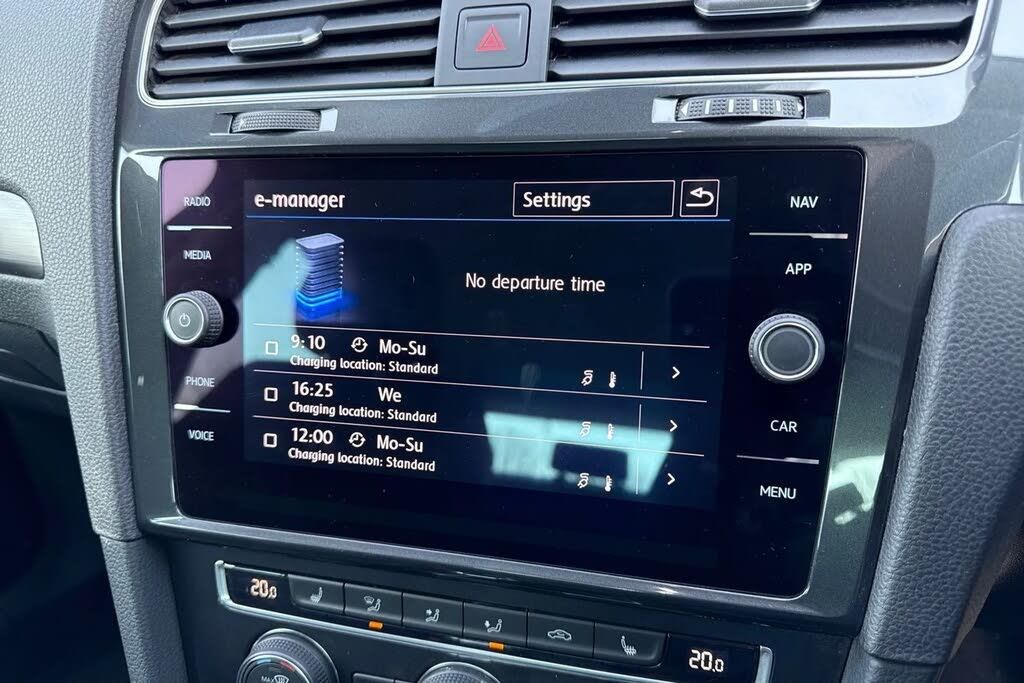 e-manager
Settings
RADIO
MEDIA
PHONE
VOICE
No departure time
9:10 Mo-Su
Charging location: Standard
16:25 We
Charging location: Standard
12:00 Mo-Su
Charging location: Standard
NAV
APP
CAR
MENU
20.0
20.0
MAX